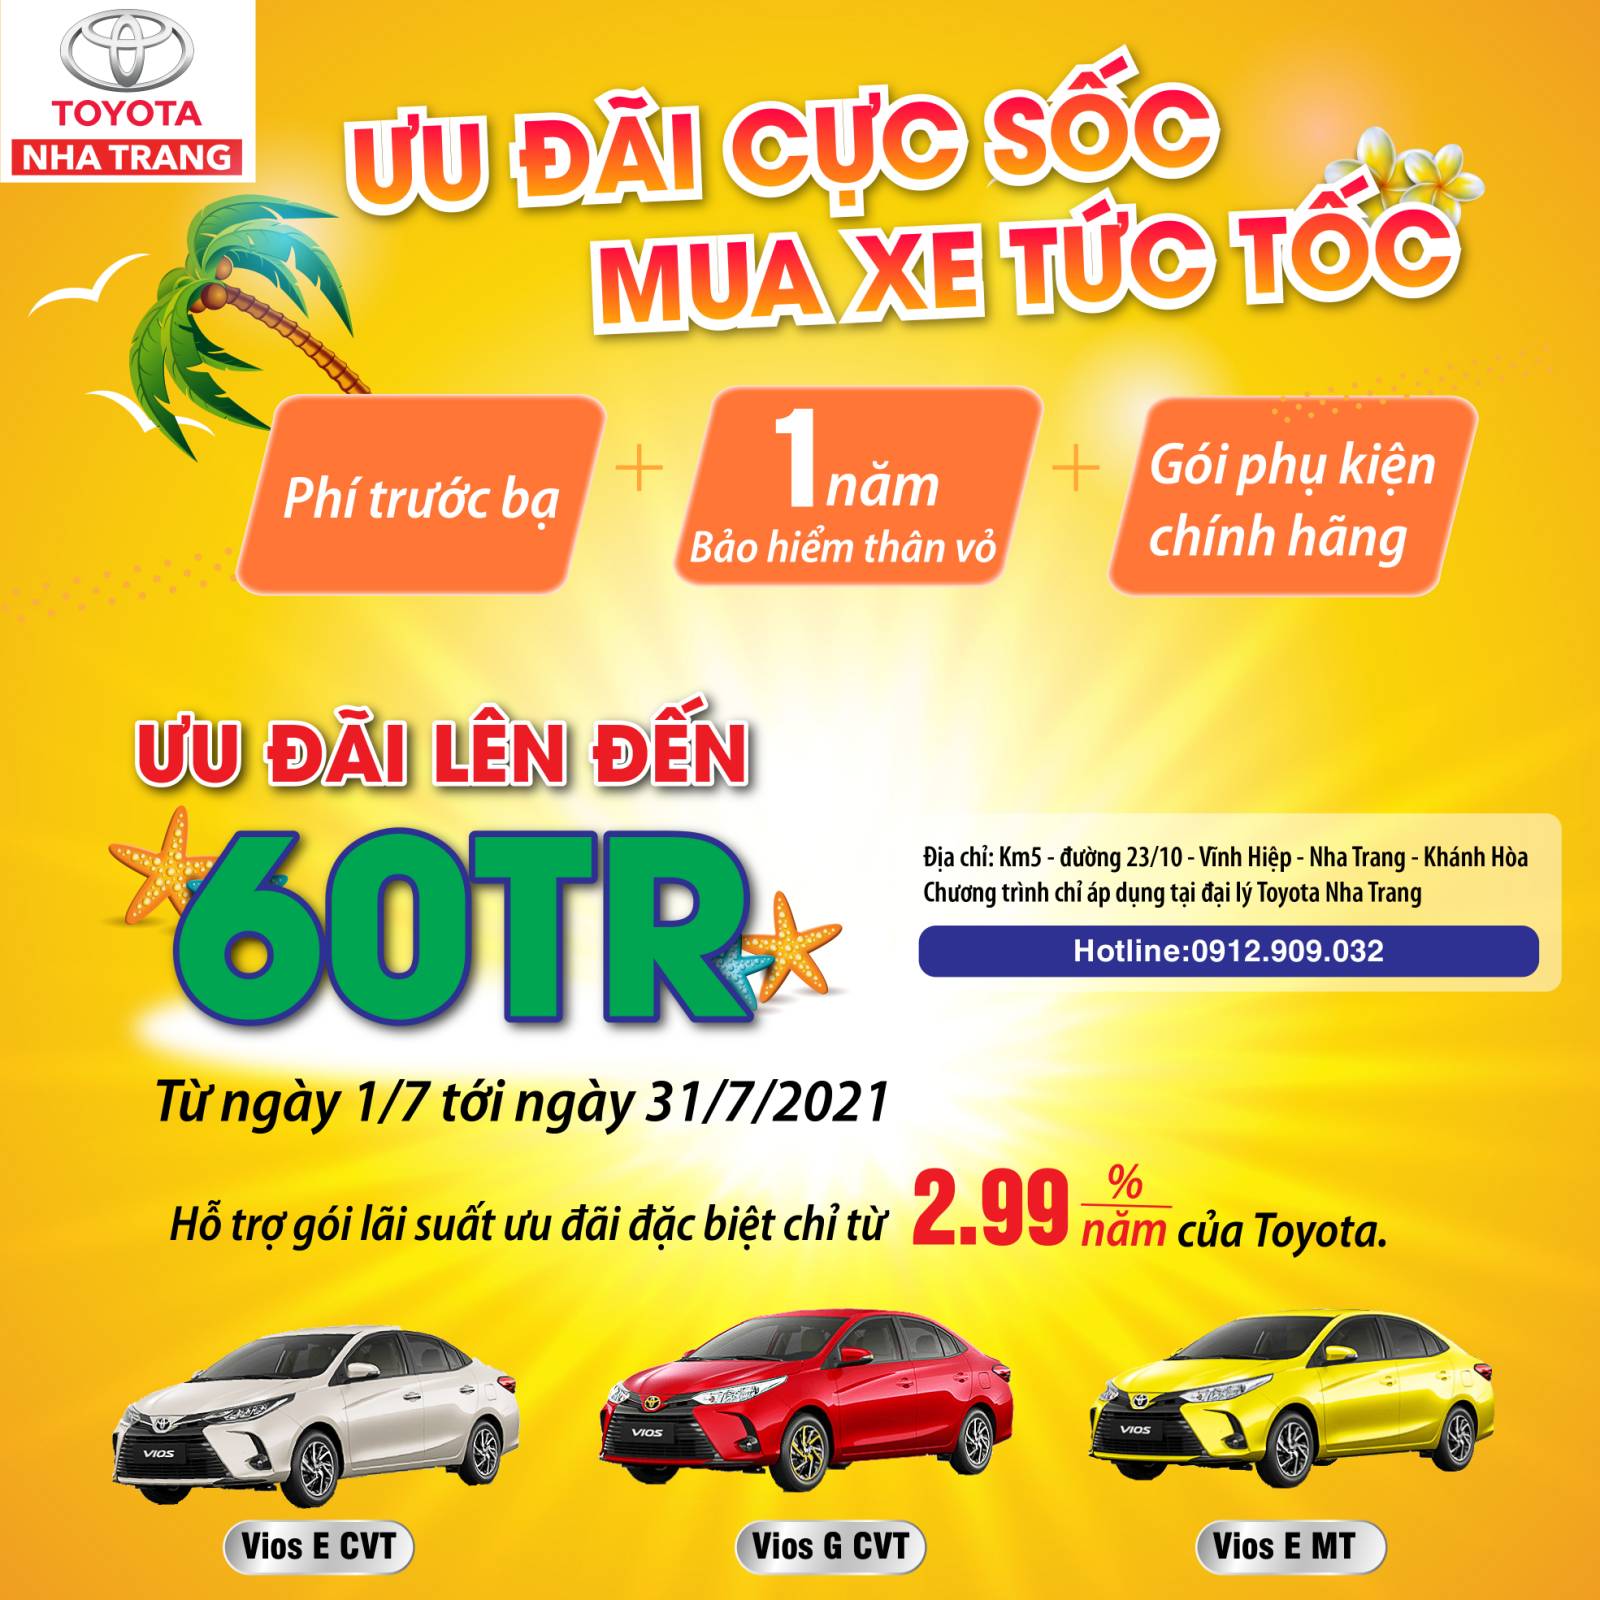 TOYOTA
NHA TRANG
ƯU ĐÃI CỰC SỐC
MUA XE TỨC TỐC
Phí trước bạ
+
1 năm
Bảo hiểm thân vỏ
+
Gói phụ kiện
chính hãng
ƯU ĐÃI LÊN ĐẾN
60TR
Địa chỉ: Km5 - đường 23/10 - Vĩnh Hiệp - Nha Trang - Khánh Hòa
Chương trình chỉ áp dụng tại đại lý Toyota Nha Trang
Hotline:0912.909.032
Từ ngày 1/7 tới ngày 31/7/2021
Hỗ trợ gói lãi suất ưu đãi đặc biệt chỉ từ 2.99 %/năm của Toyota.
VIOS
VIOS
VIOS
Vios E CVT
Vios G CVT
Vios E MT